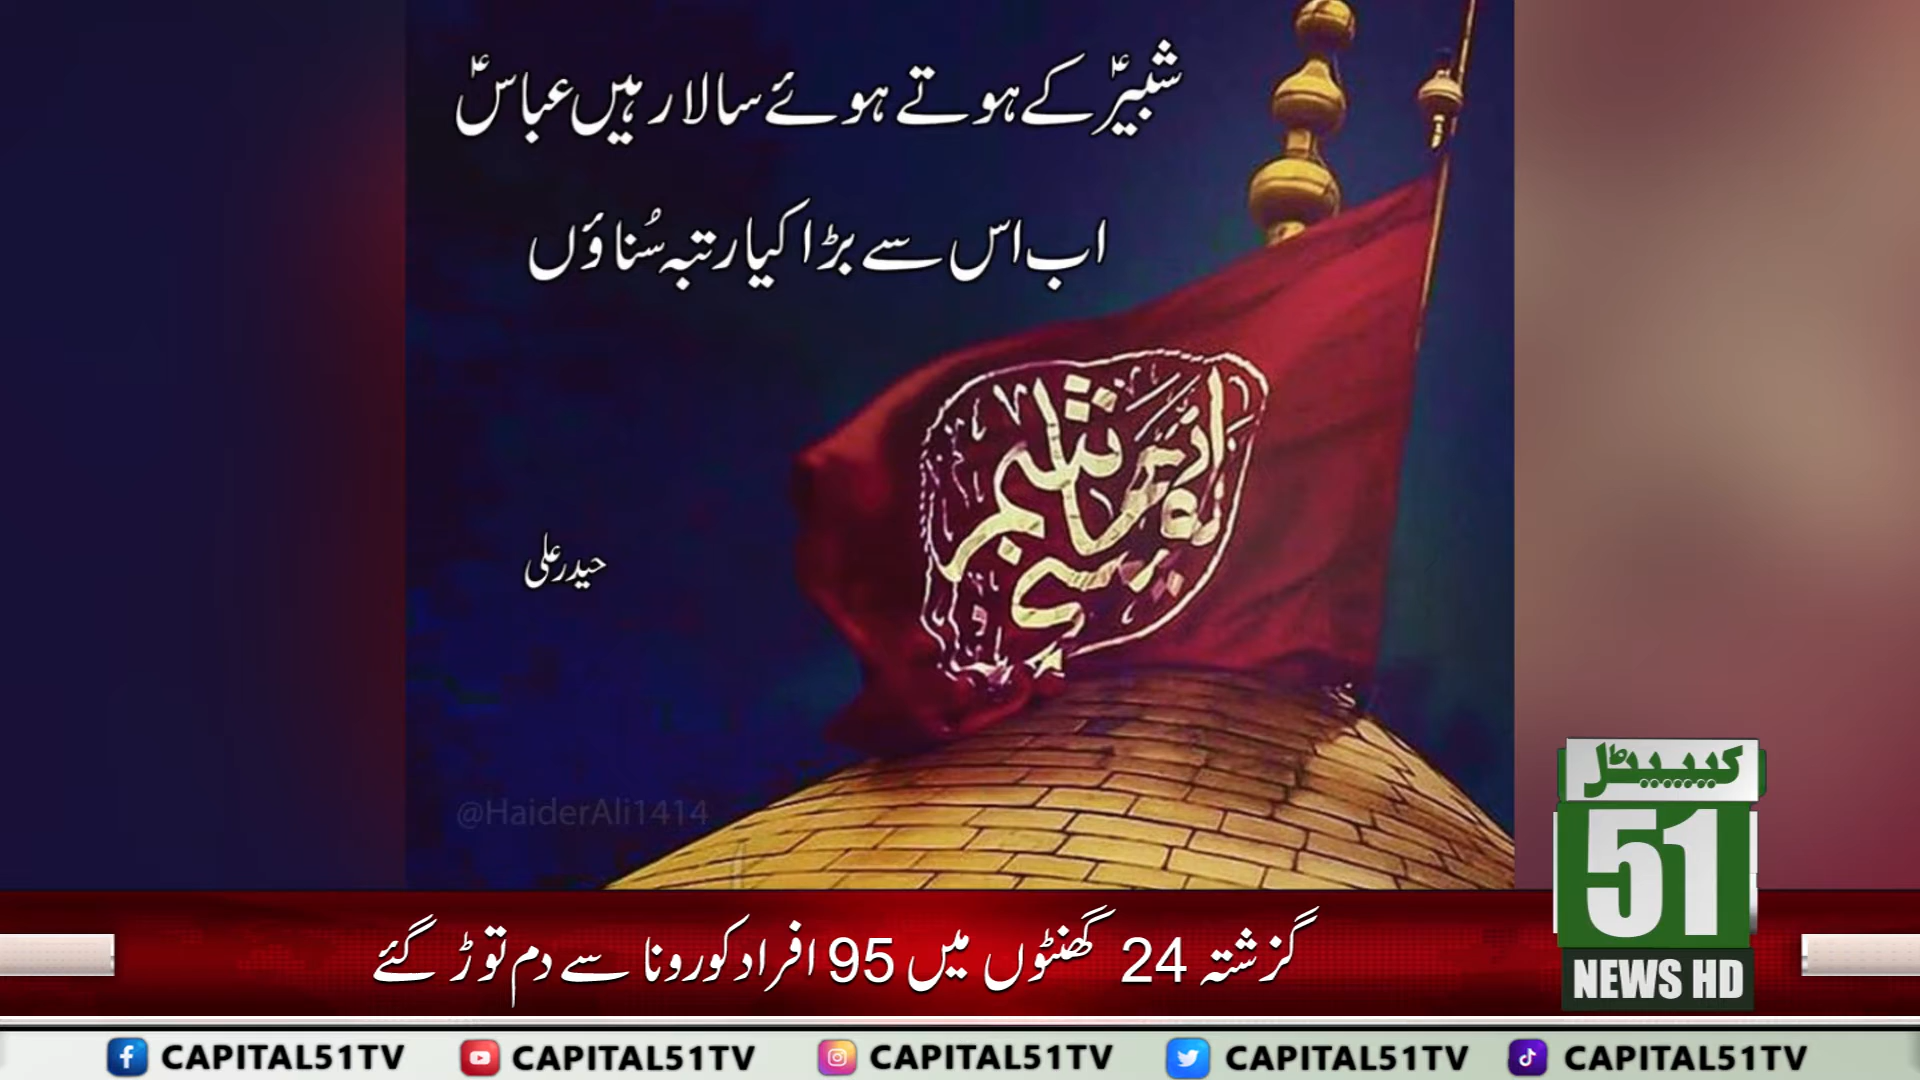 شبیرؑ کے ہوتے ہوئے سالار ہیں عباسؑ
اب اس سے بڑا کیا رتبہ سُناؤں
حیدر علی
@HaiderAli1414
کیپیٹل
51
NEWS HD
گزشتہ 24 گھنٹوں میں 95 افراد کورونا سے دم توڑ گئے
CAPITAL51TV CAPITAL51TV CAPITAL51TV CAPITAL51TV CAPITAL51TV